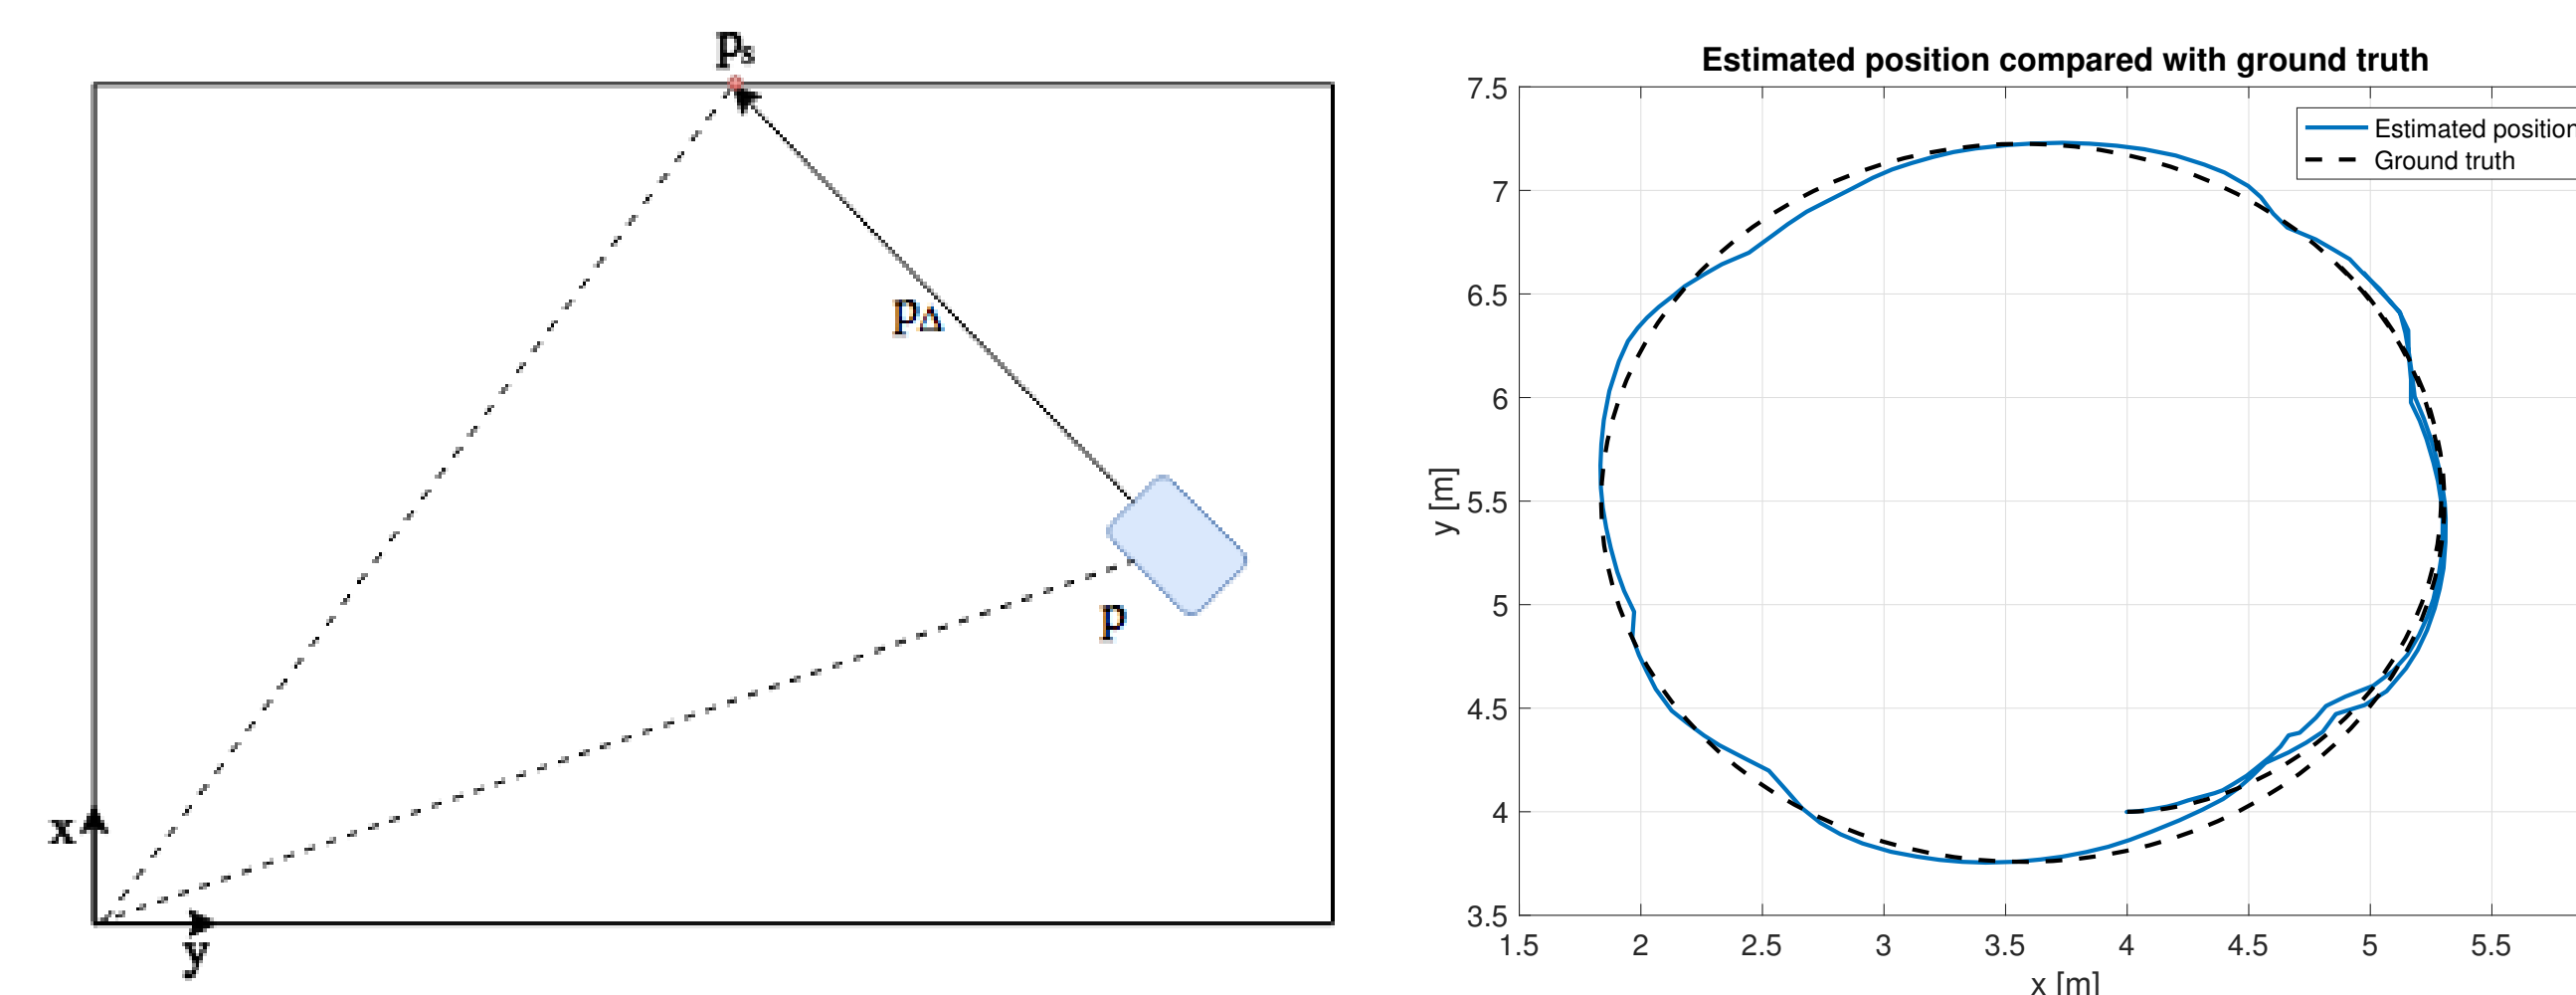 pₛ
pΔ
p
x
y
Estimated position compared with ground truth
Estimated position
Ground truth
7.5
7
6.5
6
5.5
5
4.5
4
3.5
y [m]
1.5 2 2.5 3 3.5 4 4.5 5 5.5
x [m]